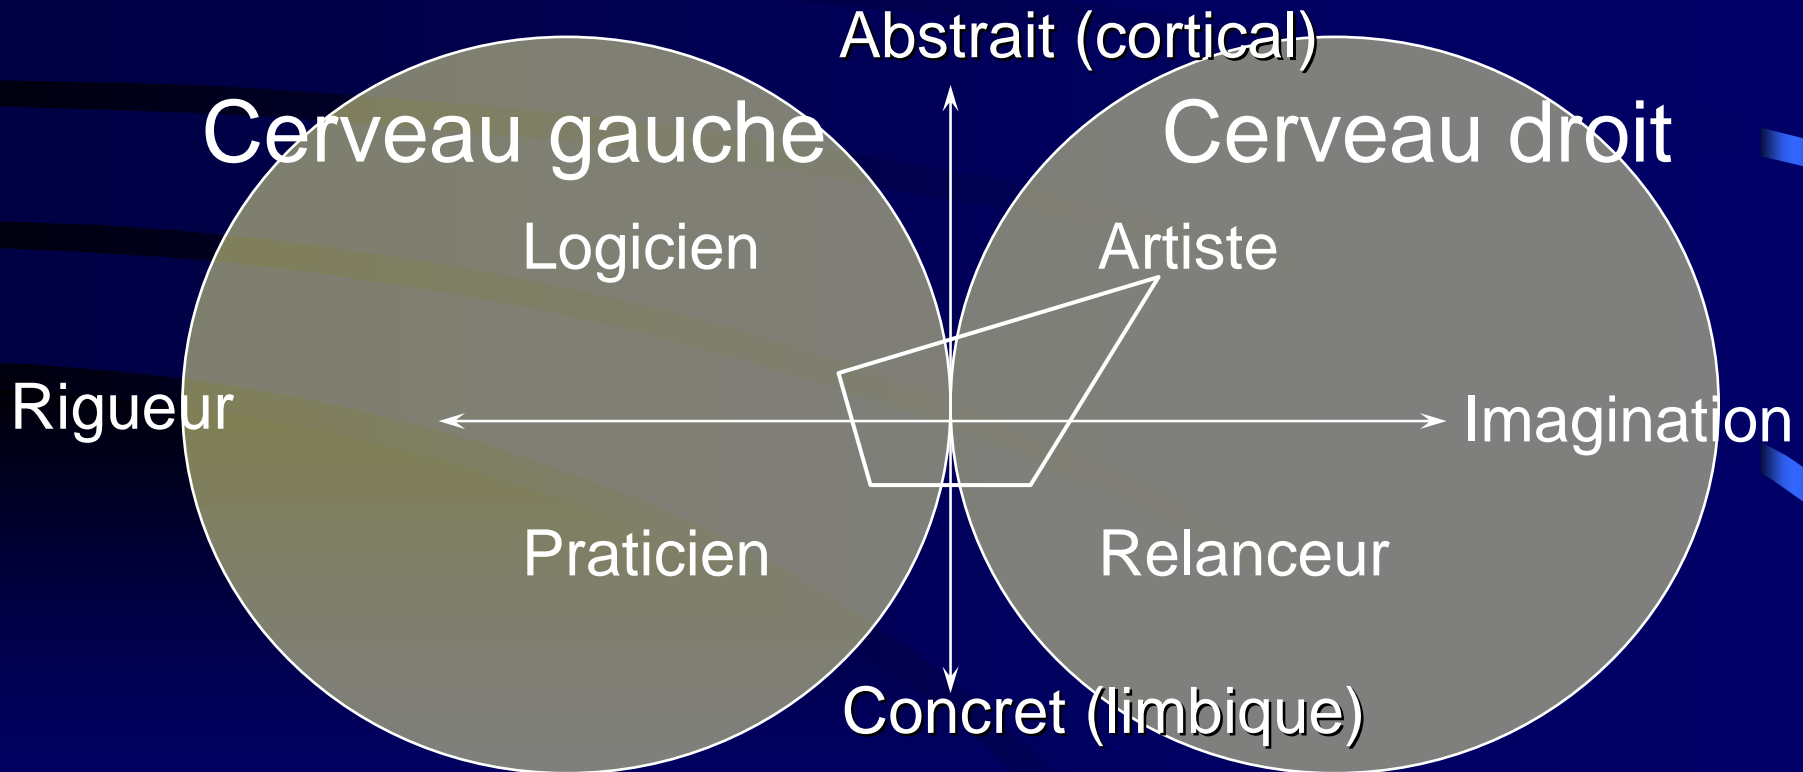 Abstrait (cortical)
Cerveau gauche
Cerveau droit
Logicien
Artiste
Rigueur
Imagination
Praticien
Relanceur
Concret (limbique)